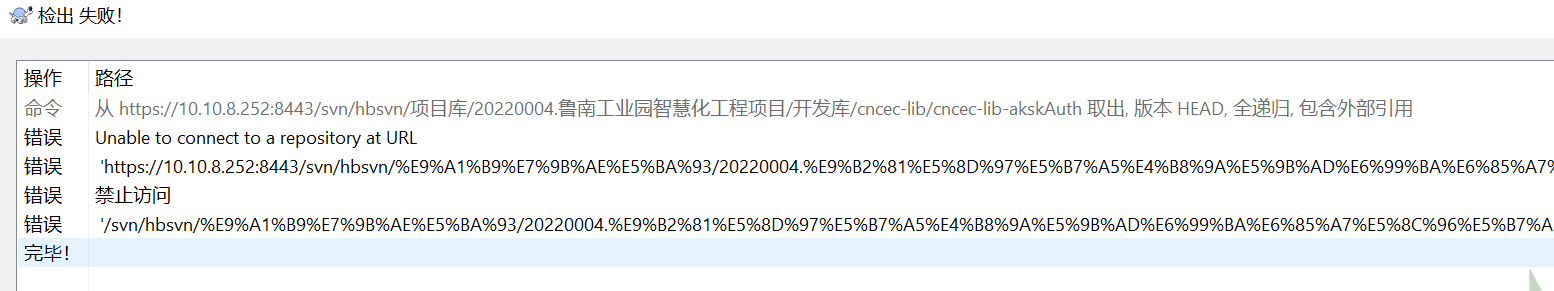 检出 失败!
操作 路径
命令 从 https://10.10.8.252:8443/svn/hbsvn/项目库/20220004.鲁南工业园智慧化工程项目/开发库/cncec-lib/cncec-lib-akskAuth 取出, 版本 HEAD, 全递归, 包含外部引用
错误 Unable to connect to a repository at URL
错误 'https://10.10.8.252:8443/svn/hbsvn/%E9%A1%B9%E7%9B%AE%E5%BA%93/20220004.%E9%B2%81%E5%8D%97%E5%B7%A5%E4%B8%9A%E5%9B%AD%E6%99%BA%E6%85%A7%
错误 禁止访问
错误 '/svn/hbsvn/%E9%A1%B9%E7%9B%AE%E5%BA%93/20220004.%E9%B2%81%E5%8D%97%E5%B7%A5%E4%B8%9A%E5%9B%AD%E6%99%BA%E6%85%A7%E5%8C%96%E5%B7%A
完毕!